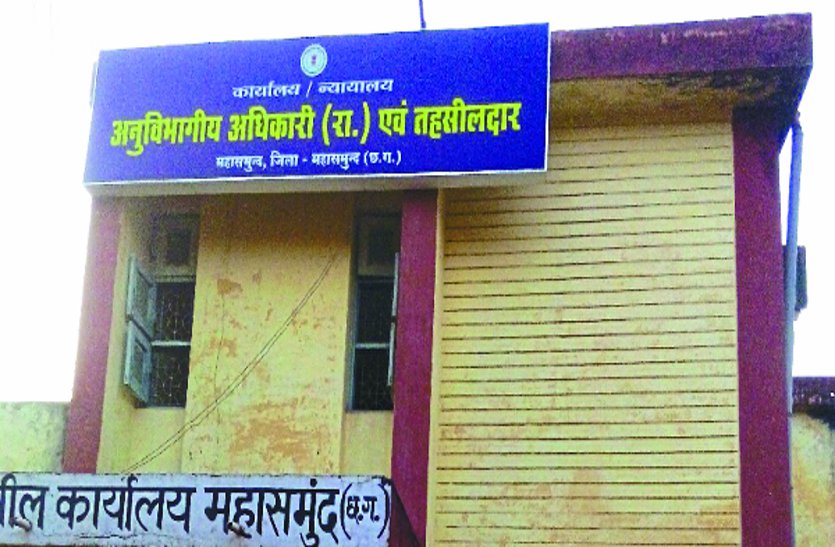 कार्यालय / न्यायालय
अनुविभागीय अधिकारी (रा.) एवं तहसीलदार
महासमुन्द, जिला - महासमुन्द (छ.ग.)
कार्यालय महासमुंद (छ.ग.)